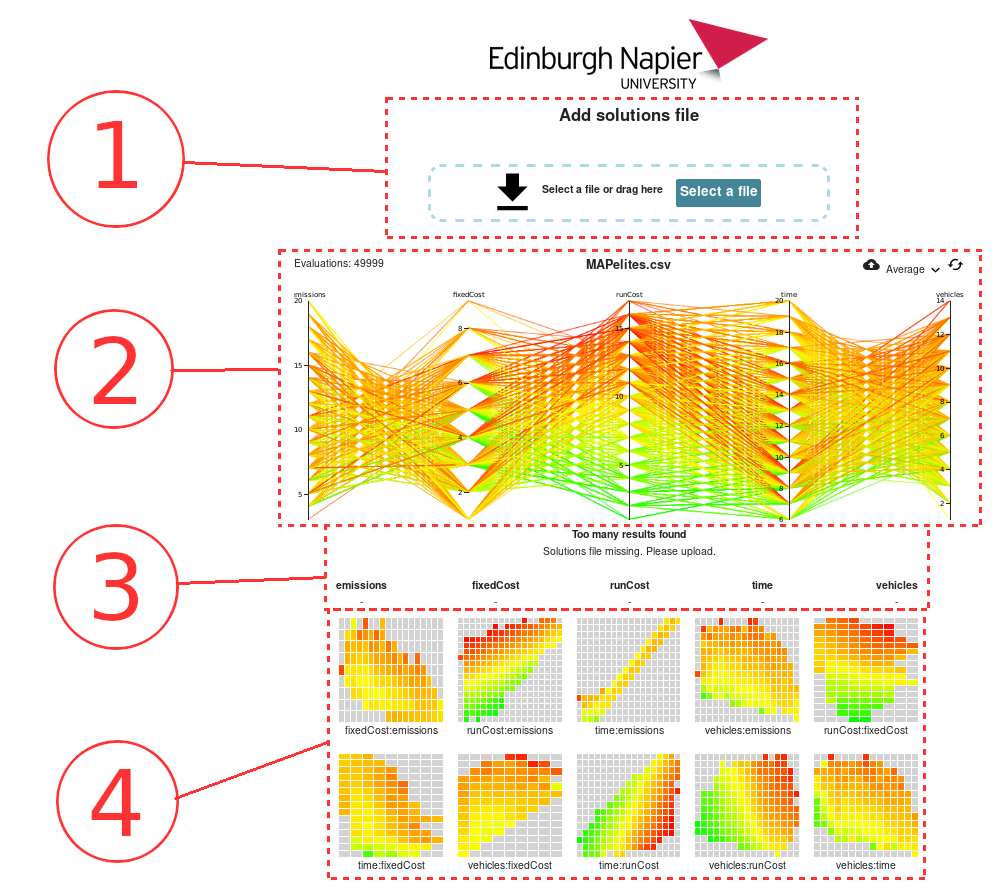 Edinburgh Napier
UNIVERSITY
1
Add solutions file
Select a file or drag here
Select a file
2
Evaluations: 49999
MAPelites.csv
Average
emissions
fixedCost
runCost
time
vehicles
20
15
10
5
8
6
4
2
15
10
5
20
18
16
14
12
10
8
6
14
12
10
8
6
4
2
3
Too many results found
Solutions file missing. Please upload.
emissions fixedCost runCost time vehicles
- - - - -
4
fixedCost:emissions runCost:emissions time:emissions vehicles:emissions runCost:fixedCost
time:fixedCost vehicles:fixedCost time:runCost vehicles:runCost vehicles:time